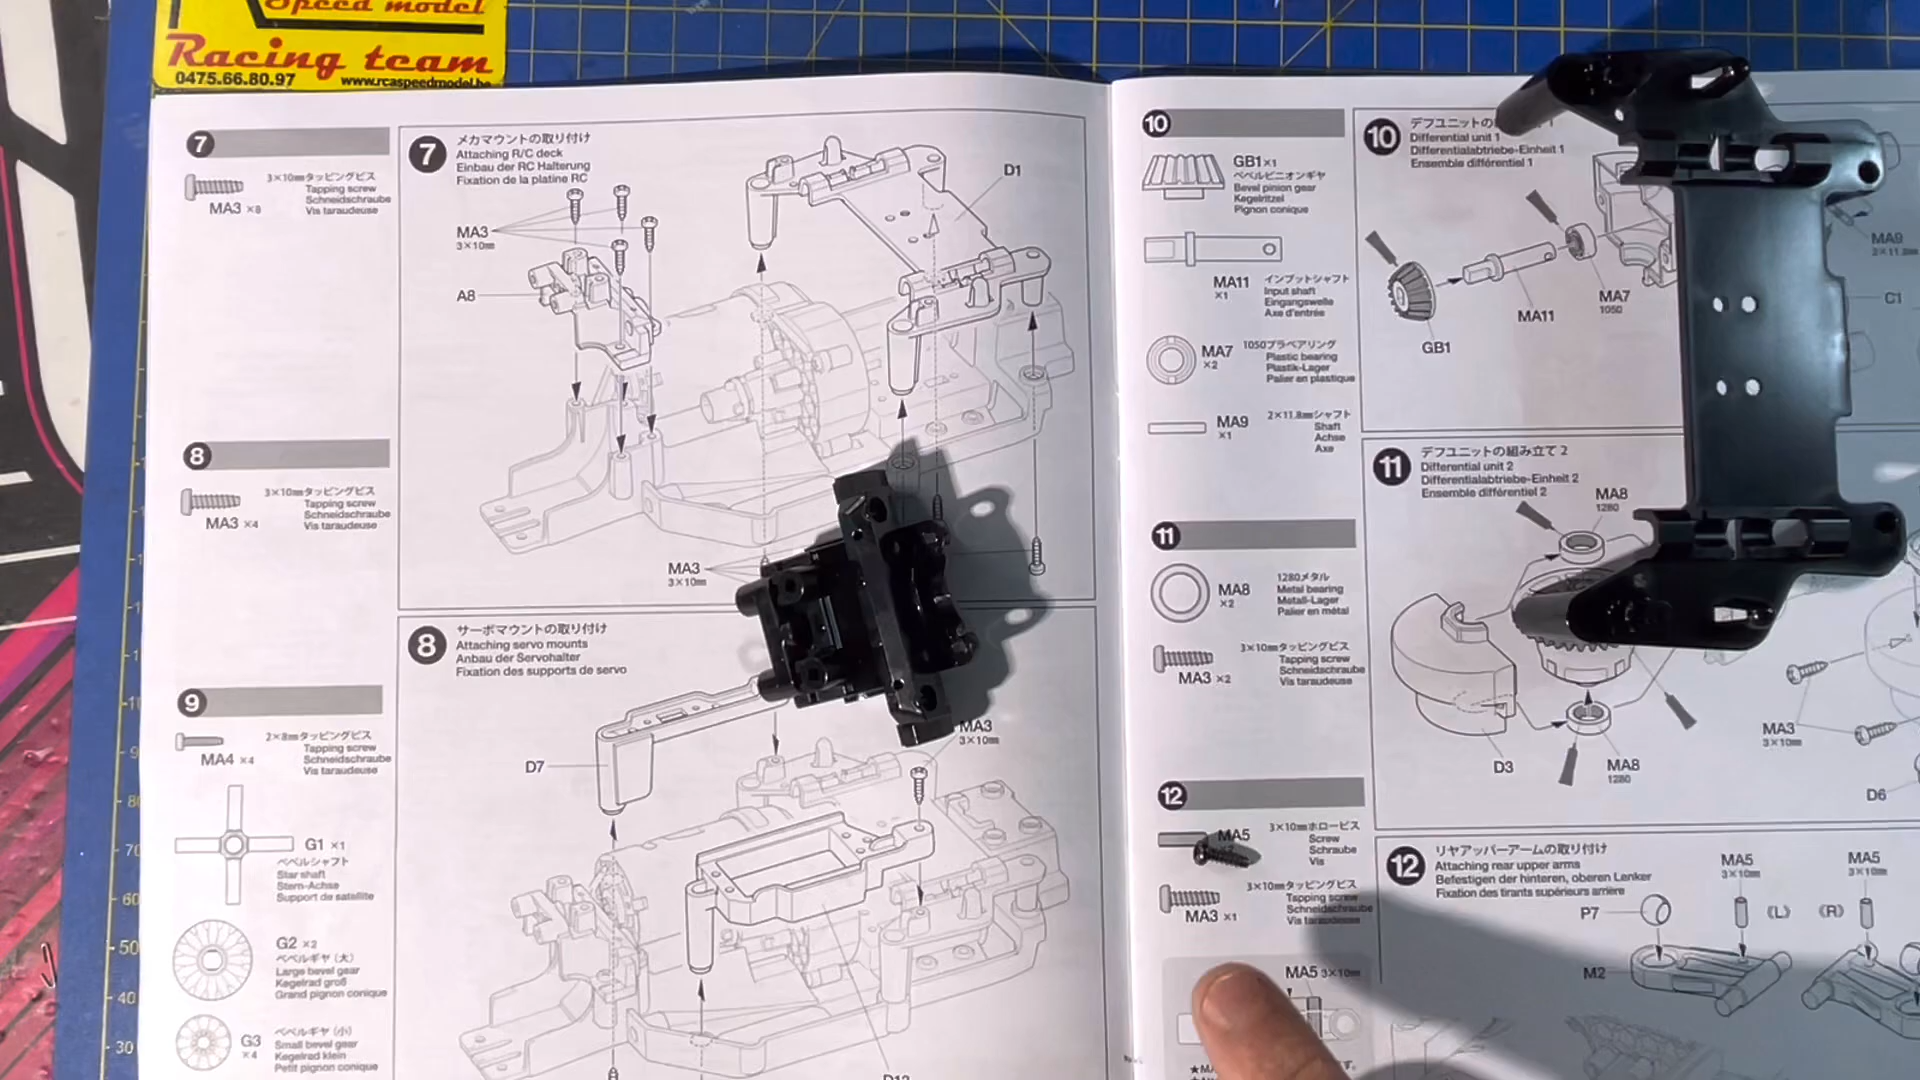 Speed model
Racing team
0475.66.80.97 www.rcaspeedmodel.be
7
3×10㎜タッピングビス
Tapping screw
Schneidschraube
Vis taraudeuse
MA3 ×8
8
3×10㎜タッピングビス
Tapping screw
Schneidschraube
Vis taraudeuse
MA3 ×4
9
2×8㎜タッピングビス
Tapping screw
Schneidschraube
Vis taraudeuse
MA4 ×4
G1 ×1
ベベルシャフト
Star shaft
Stern-Achse
Support de satellite
G2 ×2
ベベルギヤ (大)
Large bevel gear
Kegelrad groß
Grand pignon conique
G3
×4
ベベルギヤ (小)
Small bevel gear
Kegelrad klein
Petit pignon conique
7
メカマウントの取り付け
Attaching R/C deck
Einbau der RC Halterung
Fixation de la platine RC
MA3
3×10㎜
A8
D1
MA3
3×10㎜
8
サーボマウントの取り付け
Attaching servo mounts
Anbau der Servohalter
Fixation des supports de servo
MA3
3×10㎜
D7
10
GB1×1
ベベルピニオンギヤ
Bevel pinion gear
Kegelritzel
Pignon conique
MA11
×1
インプットシャフト
Input shaft
Eingangswelle
Axe d'entrée
MA7
×2
1050プラベアリング
Plastic bearing
Plastik-Lager
Palier en plastique
MA9
×1
2×11.8㎜シャフト
Shaft
Achse
Axe
11
MA8
×2
1280メタル
Metal bearing
Metall-Lager
Palier en métal
3×10㎜タッピングビス
Tapping screw
Schneidschraube
Vis taraudeuse
MA3 ×2
12
MA5
3×10㎜ホロービス
Screw
Schraube
Vis
3×10㎜タッピングビス
Tapping screw
Schneidschraube
Vis taraudeuse
MA3 ×1
MA5 3×10㎜
10
デフユニットの
Differential unit 1
Differentialabtriebe-Einheit 1
Ensemble différentiel 1
MA9
C1
MA7
1050
MA11
GB1
11
デフユニットの組み立て 2
Differential unit 2
Differentialabtriebe-Einheit 2
Ensemble différentiel 2
MA8
1280
MA3
3×10㎜
D3
MA8
1280
D6
12
リヤアッパーアームの取り付け
Attaching rear upper arms
Befestigen der hinteren, oberen Lenker
Fixation des tirants supérieurs arrière
MA5
3×10㎜
MA5
3×10㎜
P7
(L)
(R)
M2
80
70
60
50
40
30